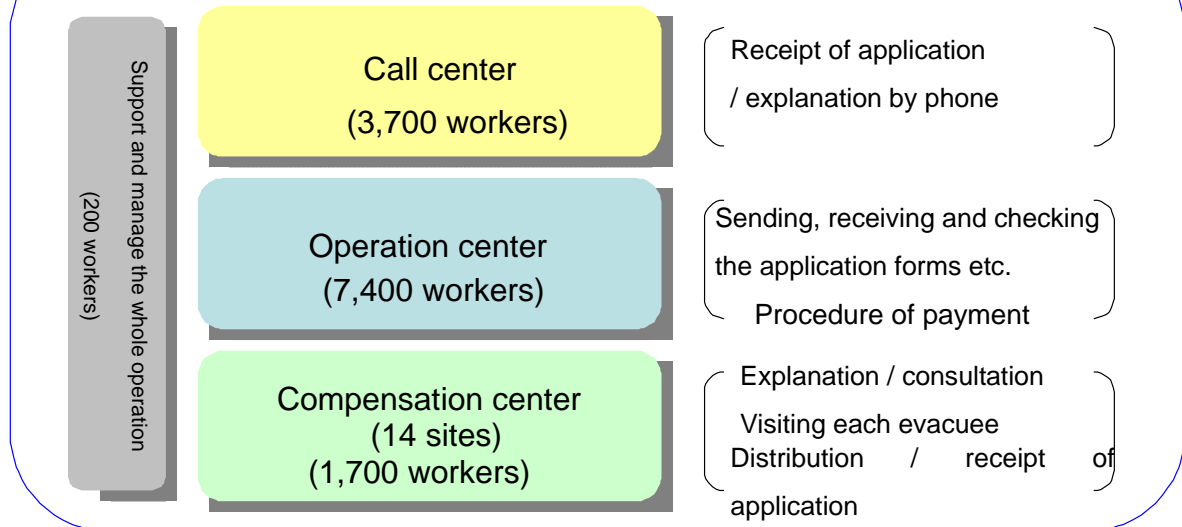 Support and manage the whole operation
(200 workers)
Call center
(3,700 workers)
Receipt of application
/ explanation by phone
Operation center
(7,400 workers)
Sending, receiving and checking
the application forms etc.
Procedure of payment
Compensation center
(14 sites)
(1,700 workers)
Explanation / consultation
Visiting each evacuee
Distribution / receipt of
application